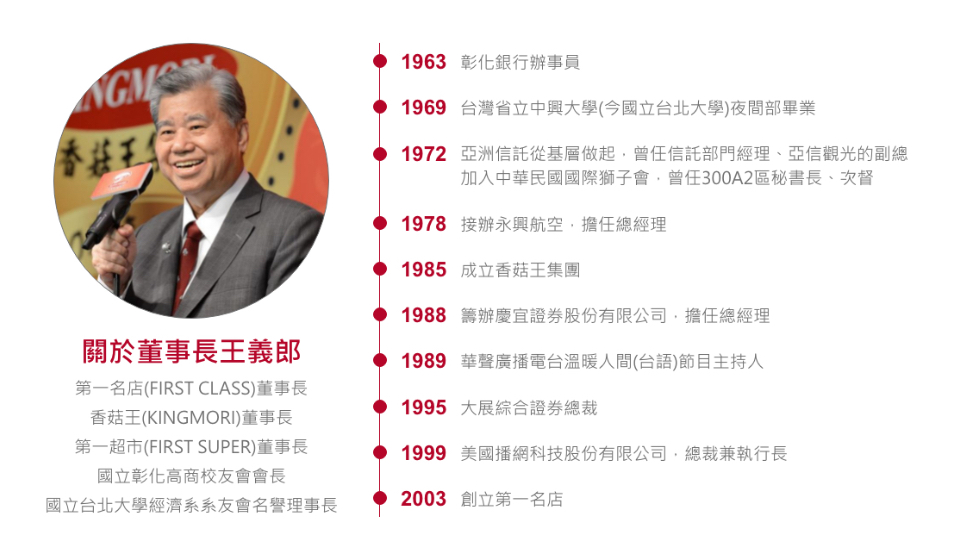 NGMORI
香菇王
關於董事長王義郎
第一名店(FIRST CLASS)董事長
香菇王(KINGMORI)董事長
第一超市(FIRST SUPER)董事長
國立彰化高商校友會會長
國立台北大學經濟系系友會名譽理事長
1963 彰化銀行辦事員
1969 台灣省立中興大學(今國立台北大學)夜間部畢業
1972 亞洲信託從基層做起，曾任信託部門經理、亞信觀光的副總
加入中華民國國際獅子會，曾任300A2區秘書長、次督
1978 接辦永興航空，擔任總經理
1985 成立香菇王集團
1988 籌辦慶宜證券股份有限公司，擔任總經理
1989 華聲廣播電台溫暖人間(台語)節目主持人
1995 大展綜合證券總裁
1999 美國播網科技股份有限公司，總裁兼執行長
2003 創立第一名店